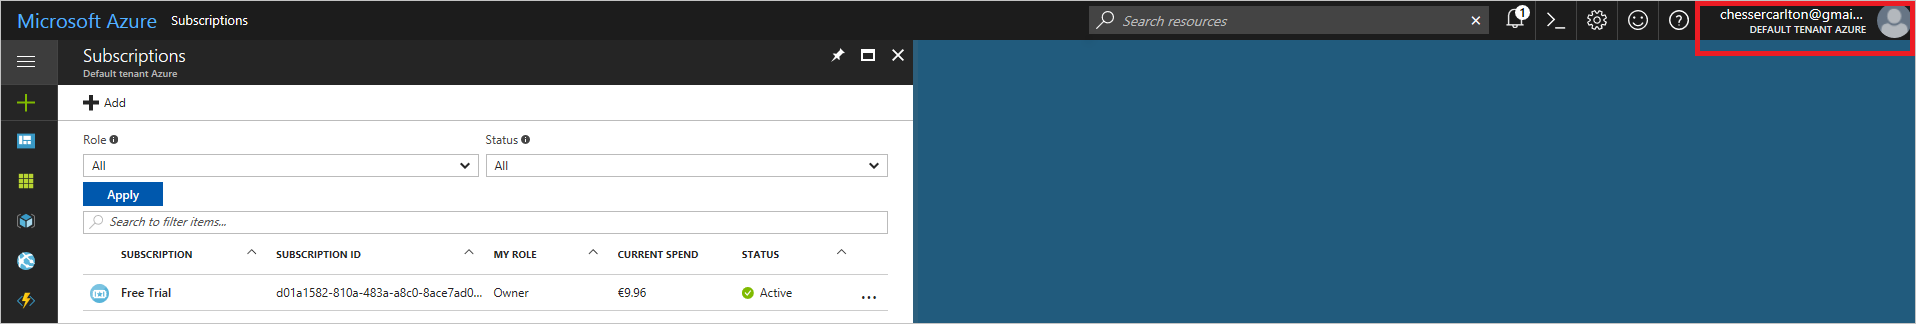 Microsoft Azure Subscriptions
Search resources
1
chessercarlton@gmai...
DEFAULT TENANT AZURE
Subscriptions
Default tenant Azure
Add
Role Status
All All
Apply
Search to filter items...
SUBSCRIPTION SUBSCRIPTION ID MY ROLE CURRENT SPEND STATUS
Free Trial d01a1582-810a-483a-a8c0-8ace7ad0... Owner €9.96 Active ...